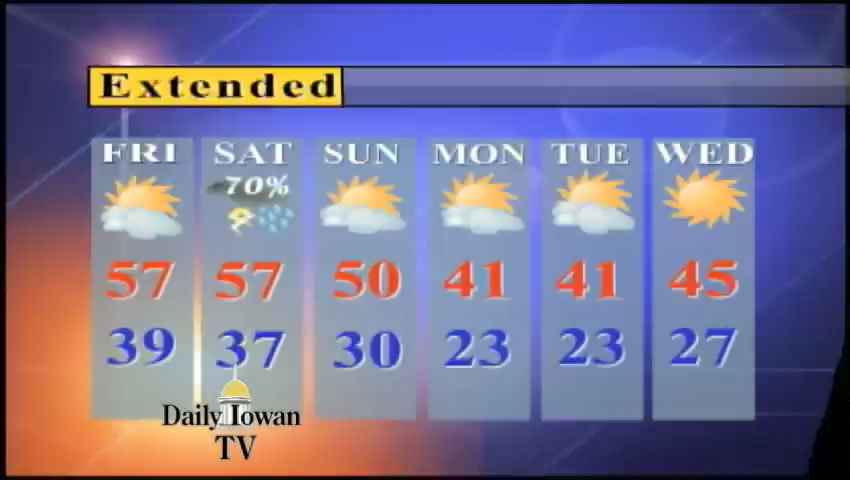 Extended
FRI SAT SUN MON TUE WED
70%
57 57 50 41 41 45
39 37 30 23 23 27
Daily Iowan
TV